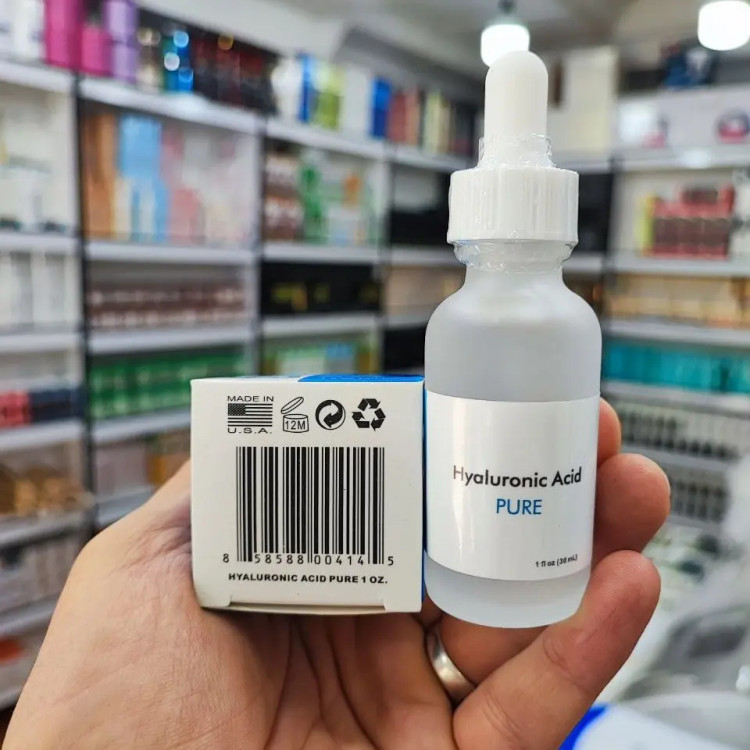 MADE IN
U.S.A.
12M
8 58588 00414 5
HYALURONIC ACID PURE 1 OZ.
Hyaluronic Acid
PURE
1 fl oz (30 mL)